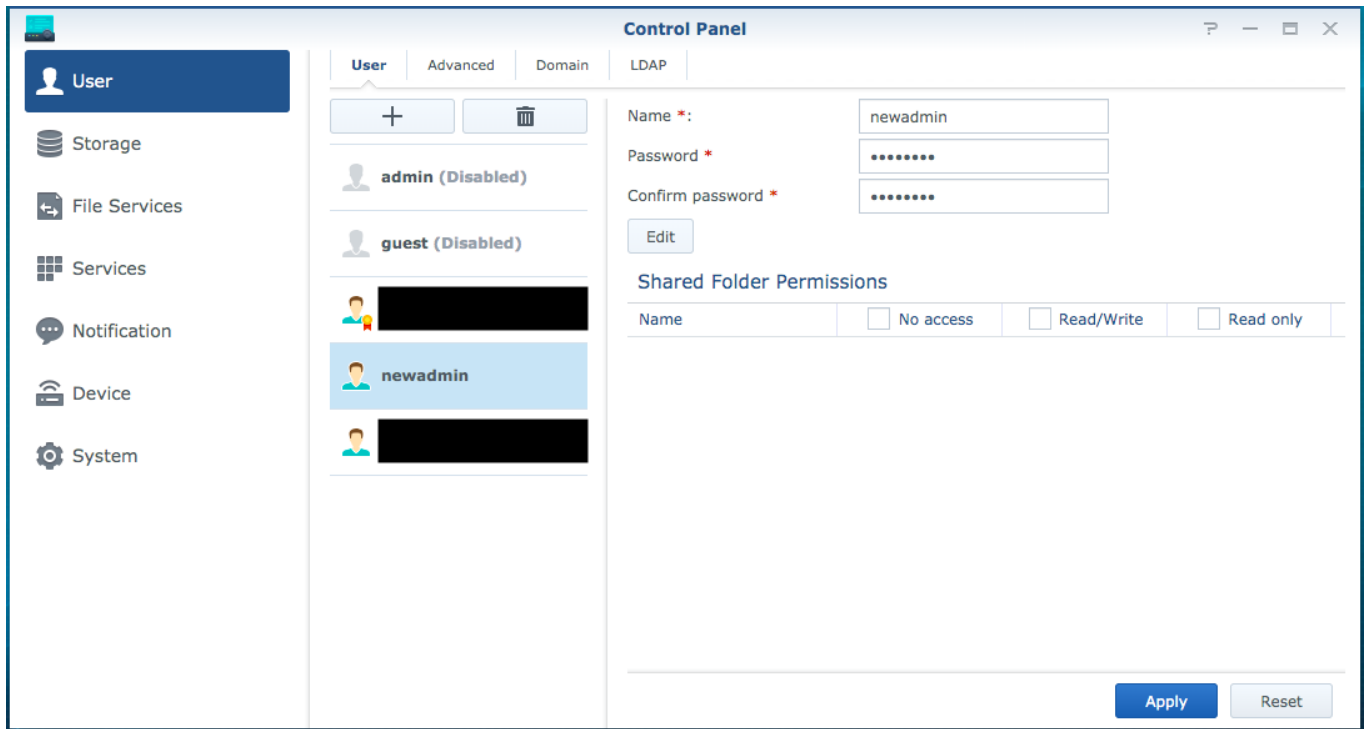 Control Panel
User
Storage
File Services
Services
Notification
Device
System
User Advanced Domain LDAP
admin (Disabled)
guest (Disabled)
newadmin
Name *: newadmin
Password * ••••••••
Confirm password * ••••••••
Edit
Shared Folder Permissions
Name No access Read/Write Read only
Apply Reset